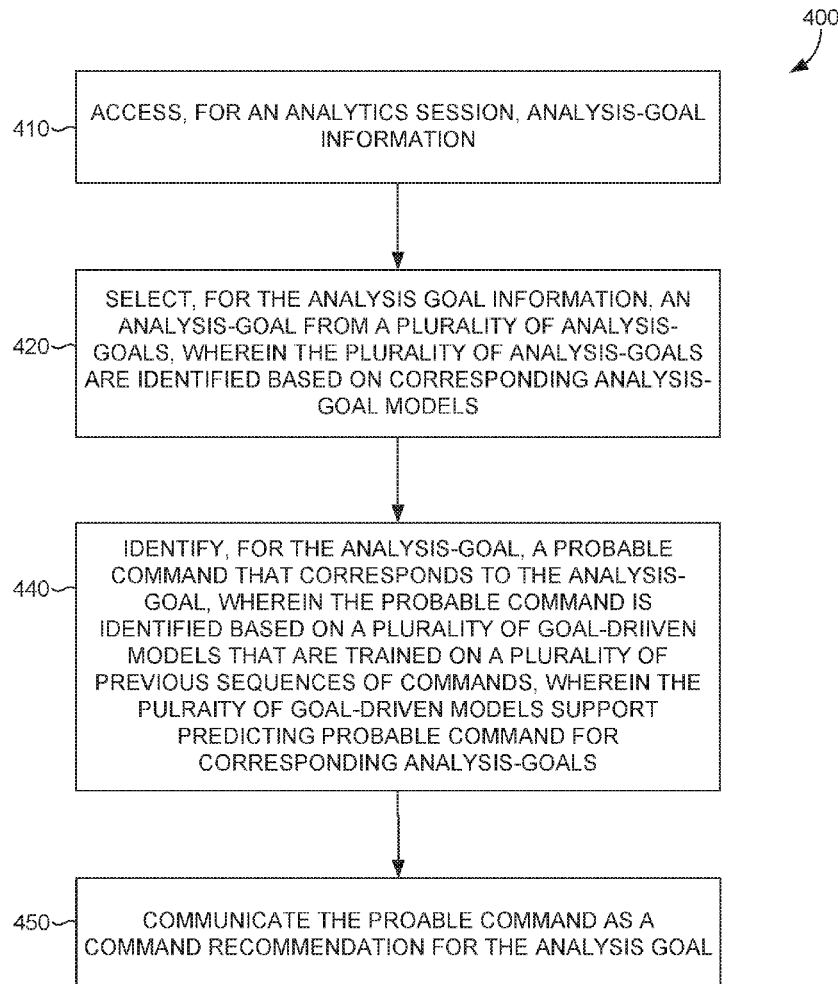 400
410
ACCESS, FOR AN ANALYTICS SESSION, ANALYSIS-GOAL
INFORMATION
420
SELECT, FOR THE ANALYSIS GOAL INFORMATION, AN
ANALYSIS-GOAL FROM A PLURALITY OF ANALYSIS-
GOALS, WHEREIN THE PLURALITY OF ANALYSIS-GOALS
ARE IDENTIFIED BASED ON CORRESPONDING ANALYSIS-
GOAL MODELS
440
IDENTIFY, FOR THE ANALYSIS-GOAL, A PROBABLE
COMMAND THAT CORRESPONDS TO THE ANALYSIS-
GOAL, WHEREIN THE PROBABLE COMMAND IS
IDENTIFIED BASED ON A PLURALITY OF GOAL-DRIIVEN
MODELS THAT ARE TRAINED ON A PLURALITY OF
PREVIOUS SEQUENCES OF COMMANDS, WHEREIN THE
PULRAITY OF GOAL-DRIVEN MODELS SUPPORT
PREDICTING PROBABLE COMMAND FOR
CORRESPONDING ANALYSIS-GOALS
450
COMMUNICATE THE PROABLE COMMAND AS A
COMMAND RECOMMENDATION FOR THE ANALYSIS GOAL